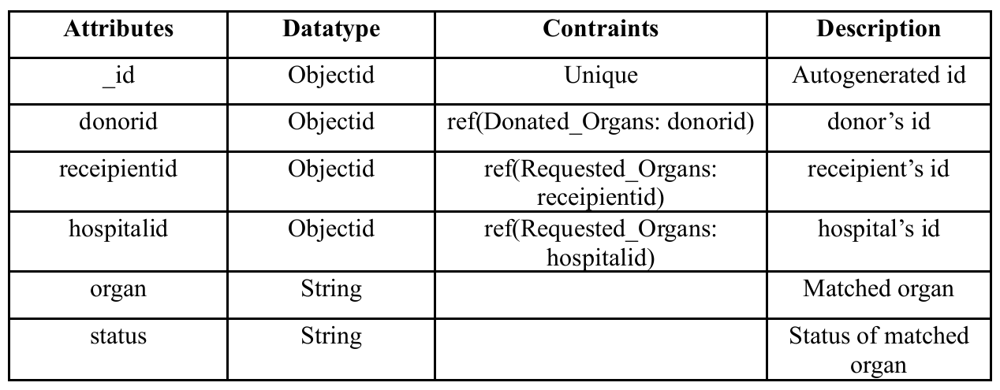 Attributes Datatype Contraints Description
_id Objectid Unique Autogenerated id
donorid Objectid ref(Donated_Organs: donorid) donor’s id
receipientid Objectid ref(Requested_Organs: receipient’s id
receipientid)
hospitalid Objectid ref(Requested_Organs: hospital’s id
hospitalid)
organ String Matched organ
status String Status of matched
organ